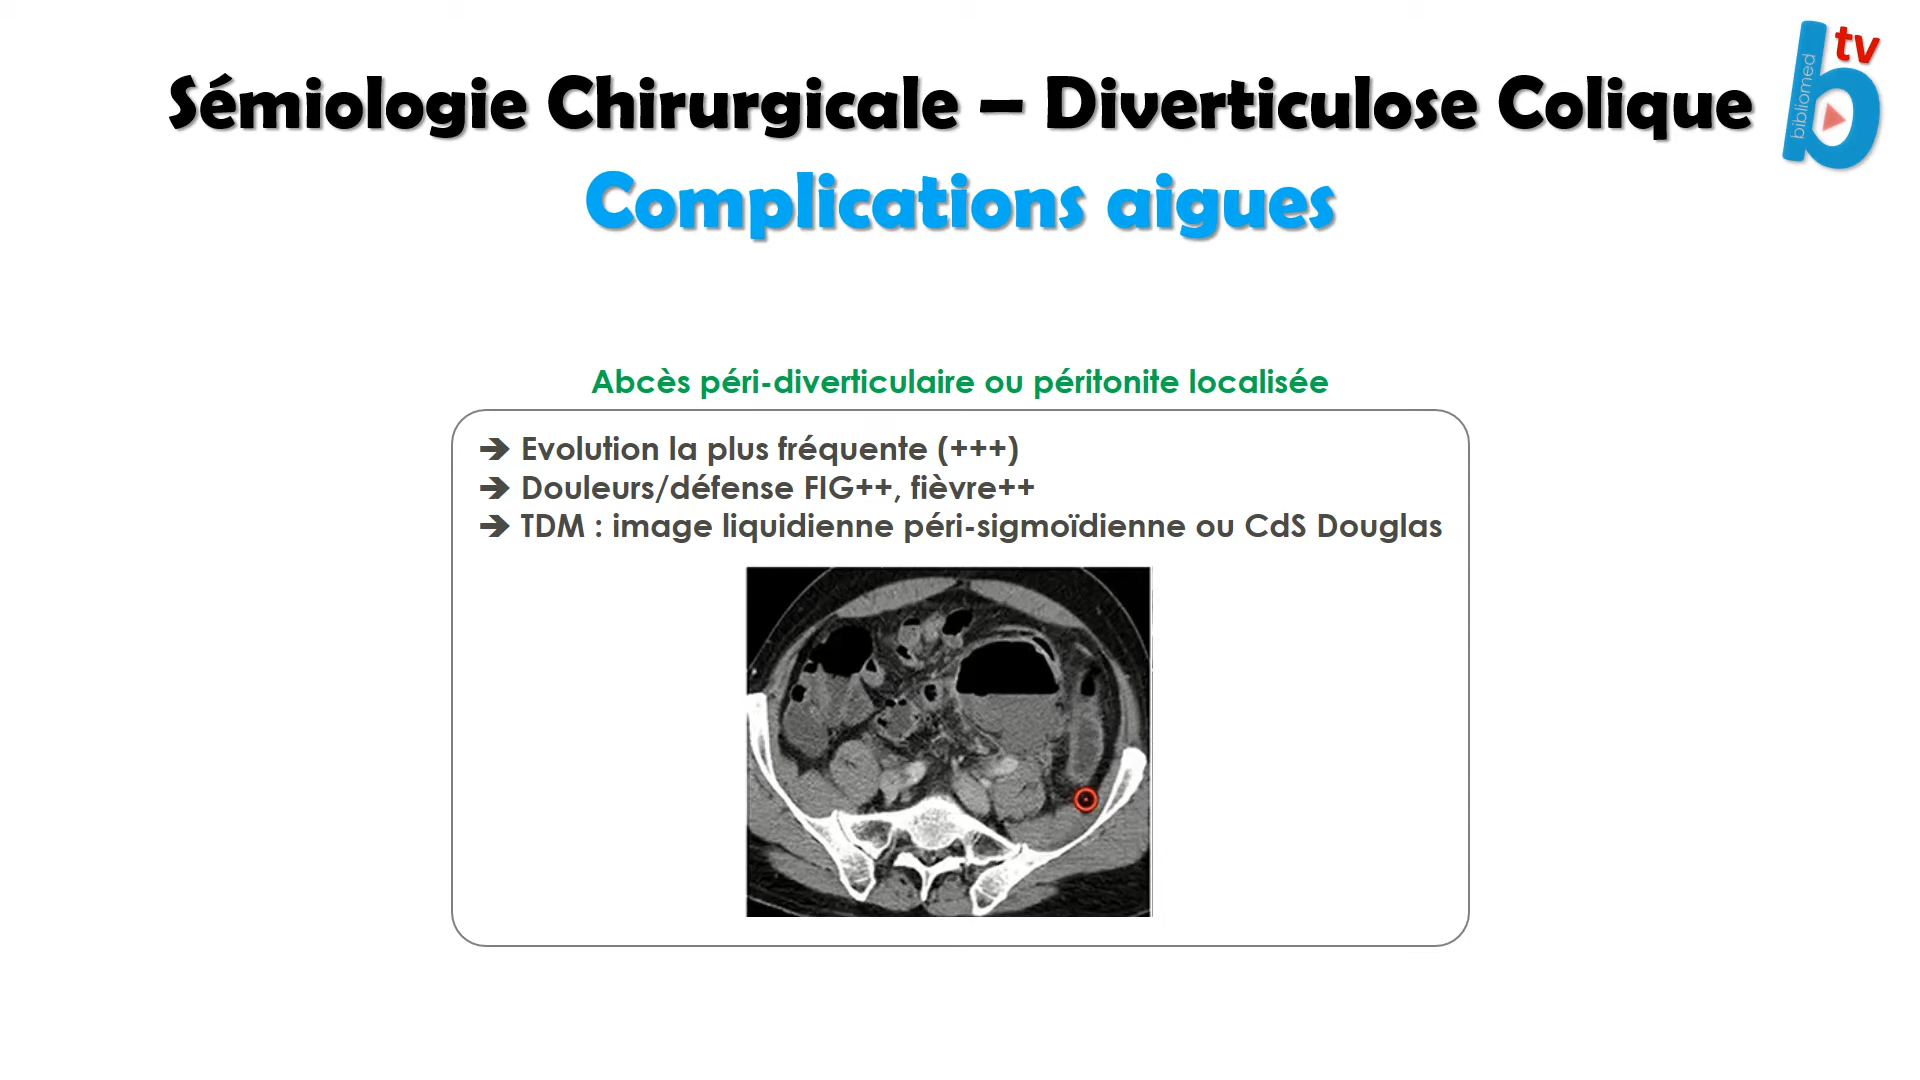 tv
bibliomed
Sémiologie Chirurgicale – Diverticulose Colique
Complications aigues
Abcès péri-diverticulaire ou péritonite localisée
➔ Evolution la plus fréquente (+++)
➔ Douleurs/défense FIG++, fièvre++
➔ TDM : image liquidienne péri-sigmoïdienne ou CdS Douglas